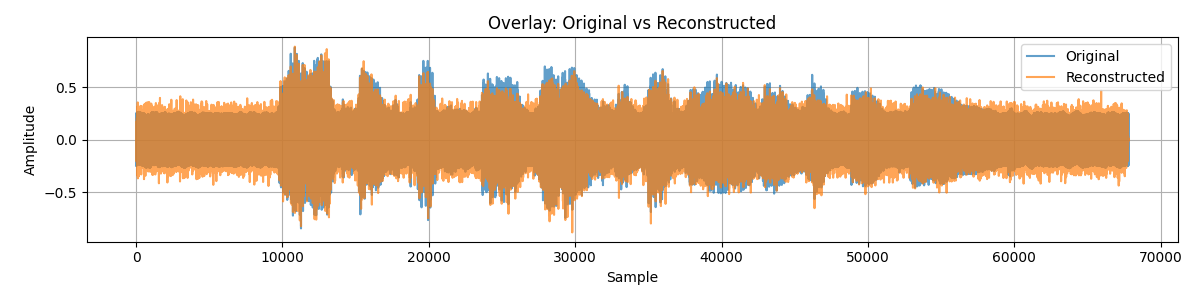 Overlay: Original vs Reconstructed
Original
Reconstructed
Amplitude
0.5
0.0
−0.5
0 10000 20000 30000 40000 50000 60000 70000
Sample